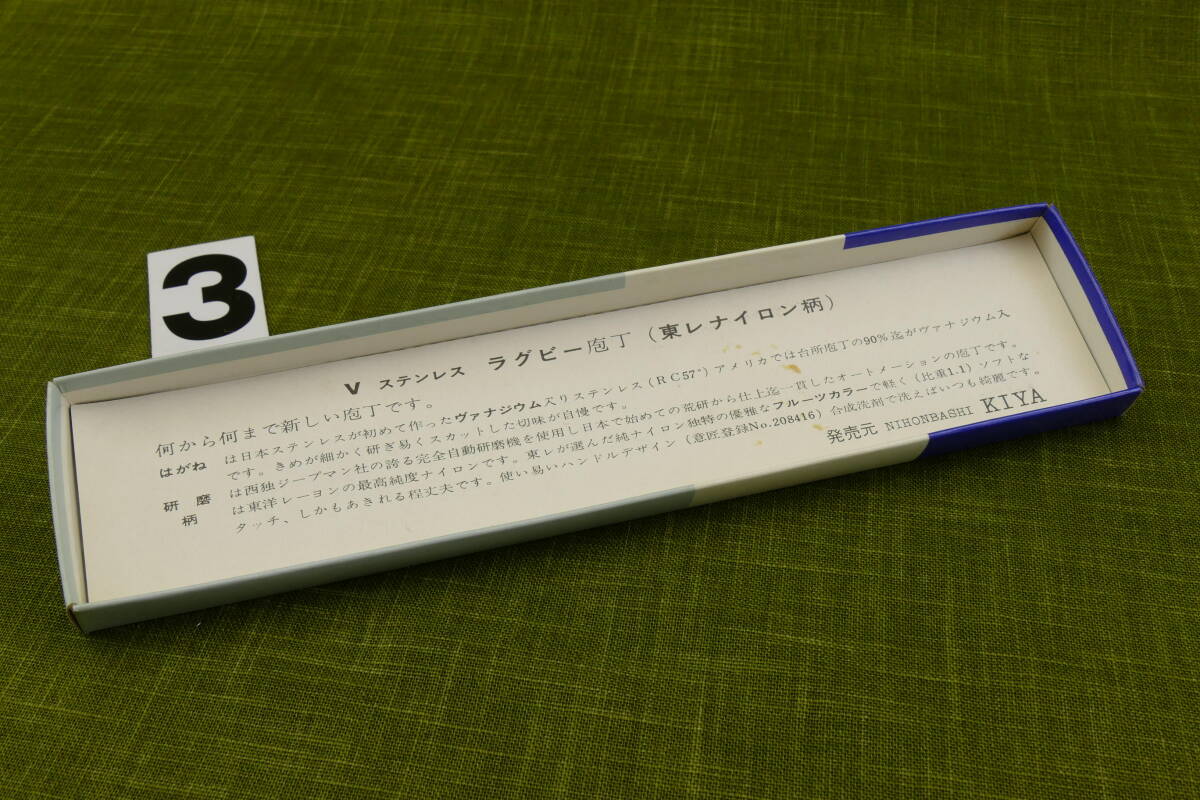 3
V ステンレス ラグビー庖丁 (東レナイロン柄)
何から何まで新しい庖丁です。
はがね は日本ステンレスが初めて作ったヴァナジウム入りステンレス(RC57°)アメリカでは台所庖丁の90%迄がヴァナジウム入
です。きめが細かく研ぎ易くスカットした切味が自慢です。
研磨 は西独ジープマン社の誇る完全自動研磨機を使用し日本で始めての荒研から仕上迄一貫したオートメーションの庖丁です。
柄 は東洋レーヨンの最高純度ナイロンです。東レが選んだ純ナイロン独特の優雅なフルーツカラーで軽く(比重1.1)ソフトな
タッチ、しかもあきれる程丈夫です。使い易いハンドルデザイン(意匠登録No.208416)合成洗剤で洗えばいつも綺麗です。
発売元 NIHONBASHI KIYA